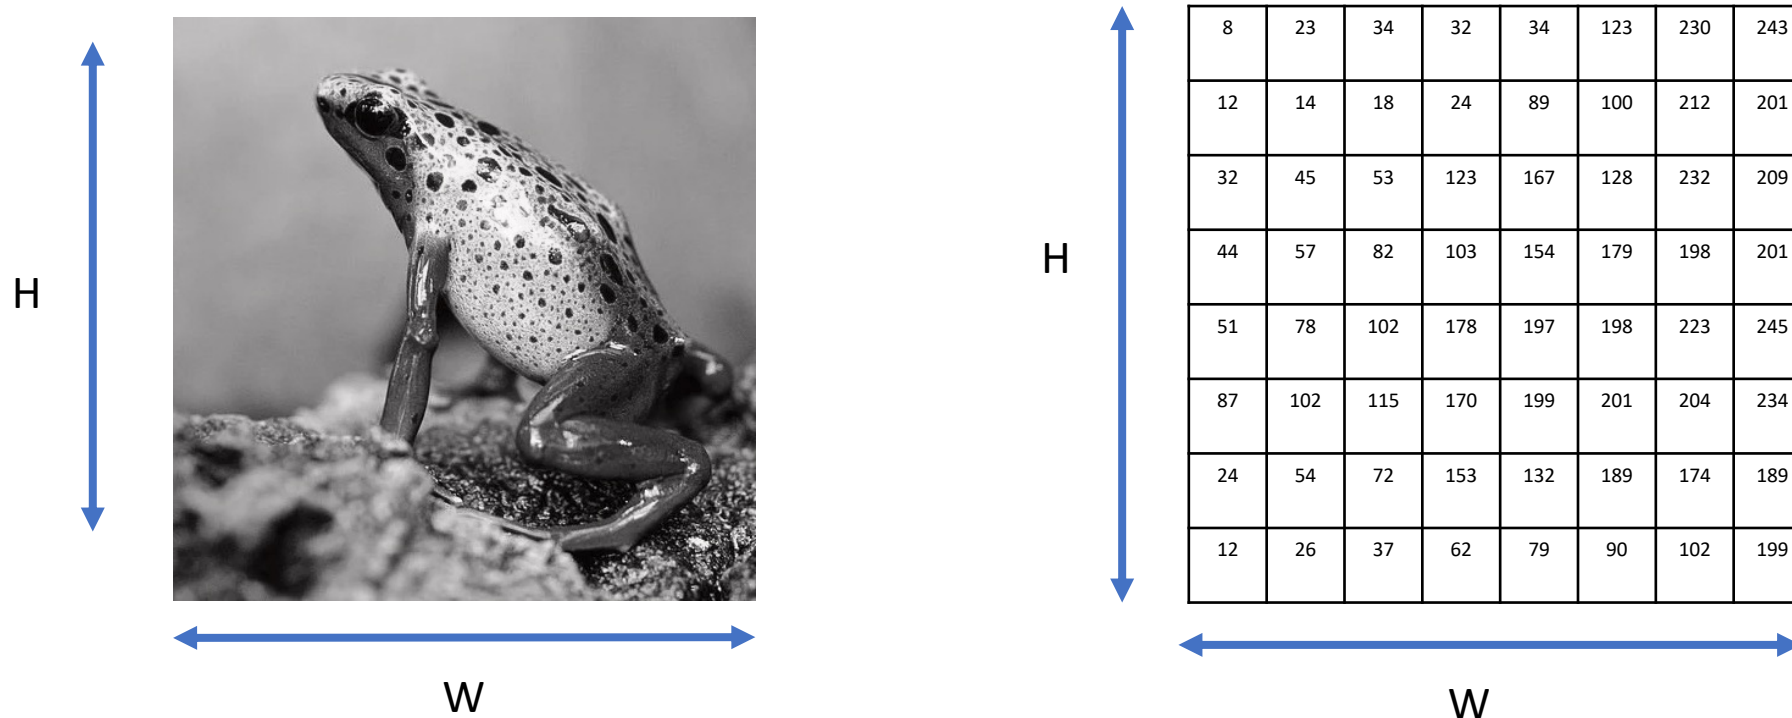 8 23 34 32 34 123 230 243
12 14 18 24 89 100 212 201
32 45 53 123 167 128 232 209
H
44 57 82 103 154 179 198 201
H
51 78 102 178 197 198 223 245
87 102 115 170 199 201 204 234
24 54 72 153 132 189 174 189
12 26 37 62 79 90 102 199
W
W